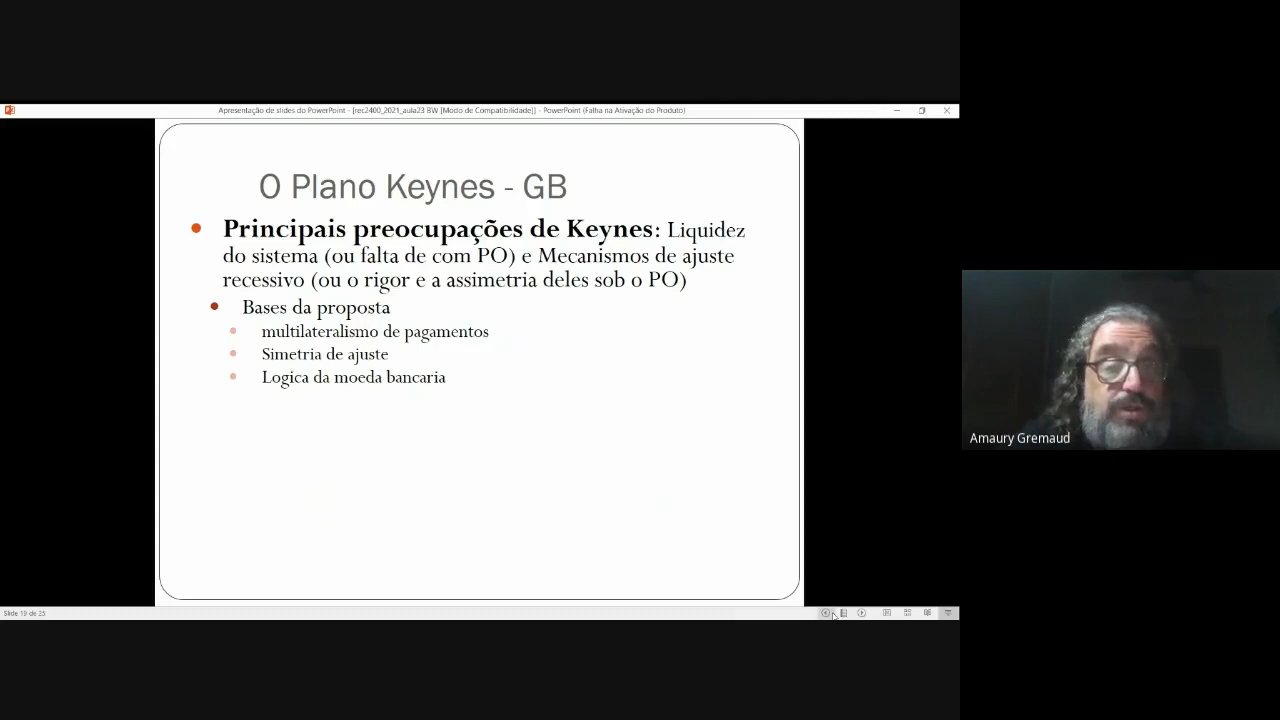 Apresentação de slides do PowerPoint - [rec2400_2021_aula23 BW [Modo de Compatibilidade]] - PowerPoint (Falha na Ativação do Produto)
O Plano Keynes - GB
Principais preocupações de Keynes: Liquidez
do sistema (ou falta de com PO) e Mecanismos de ajuste
recessivo (ou o rigor e a assimetria deles sob o PO)
Bases da proposta
multilateralismo de pagamentos
Simetria de ajuste
Logica da moeda bancaria
Amaury Gremaud
Slide 19 de 25